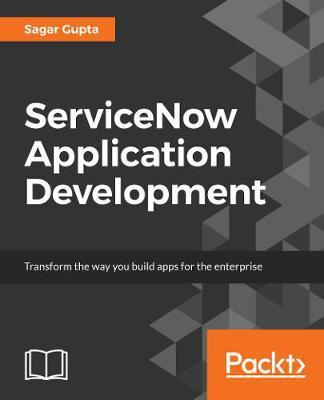 Sagar Gupta
ServiceNow
Application
Development
Transform the way you build apps for the enterprise
Packt>